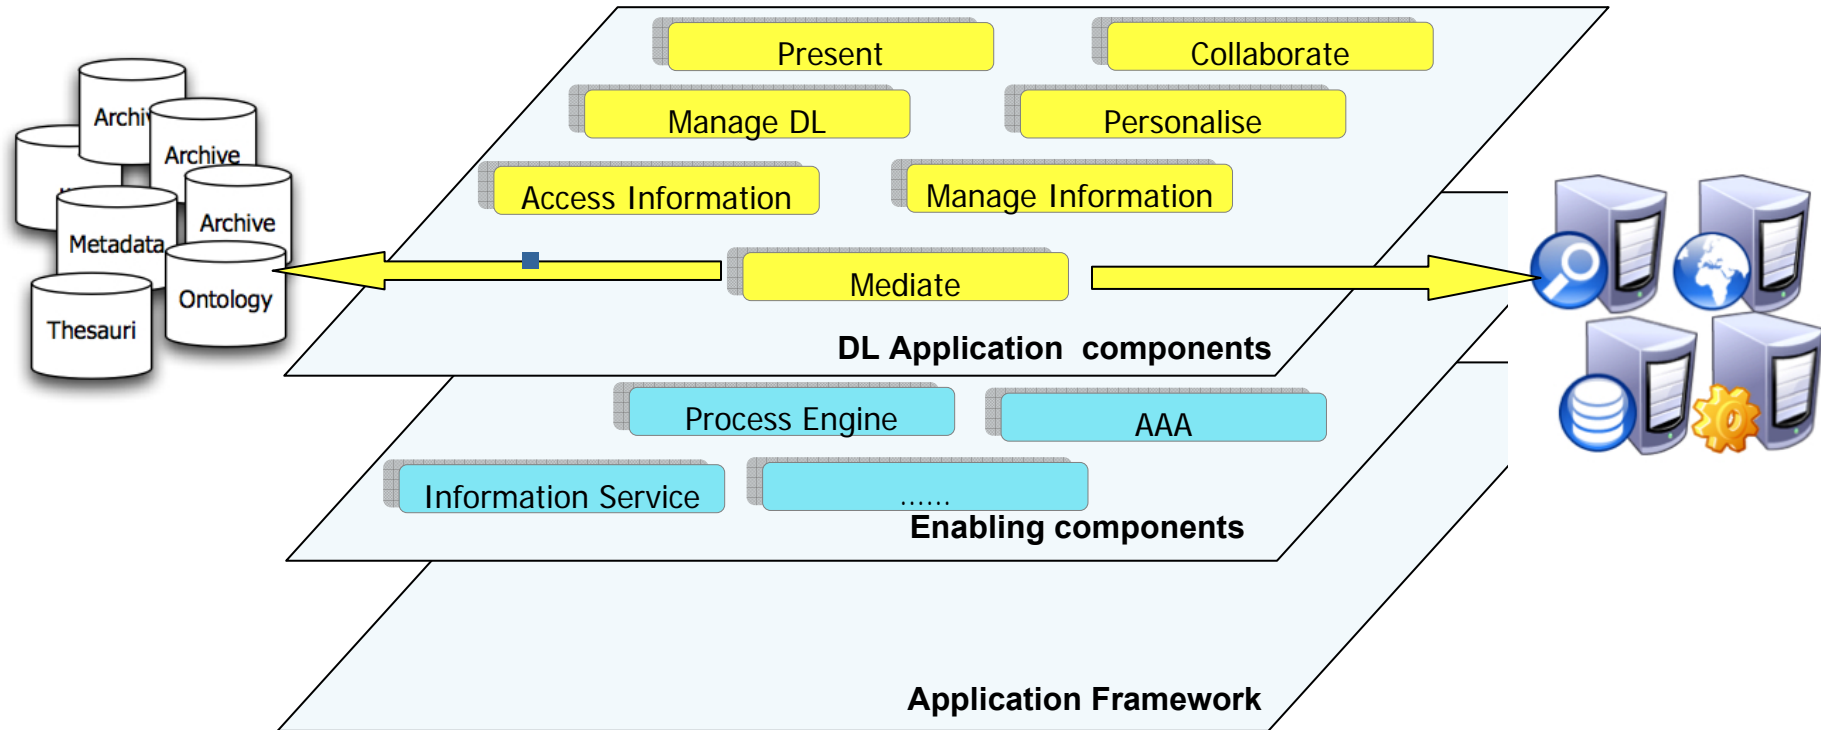 Present
Collaborate
Manage DL
Personalise
Access Information
Manage Information
Mediate
DL Application components
Archive
Archive
Metadata
Ontology
Thesauri
Process Engine
AAA
Information Service
......
Enabling components
Application Framework